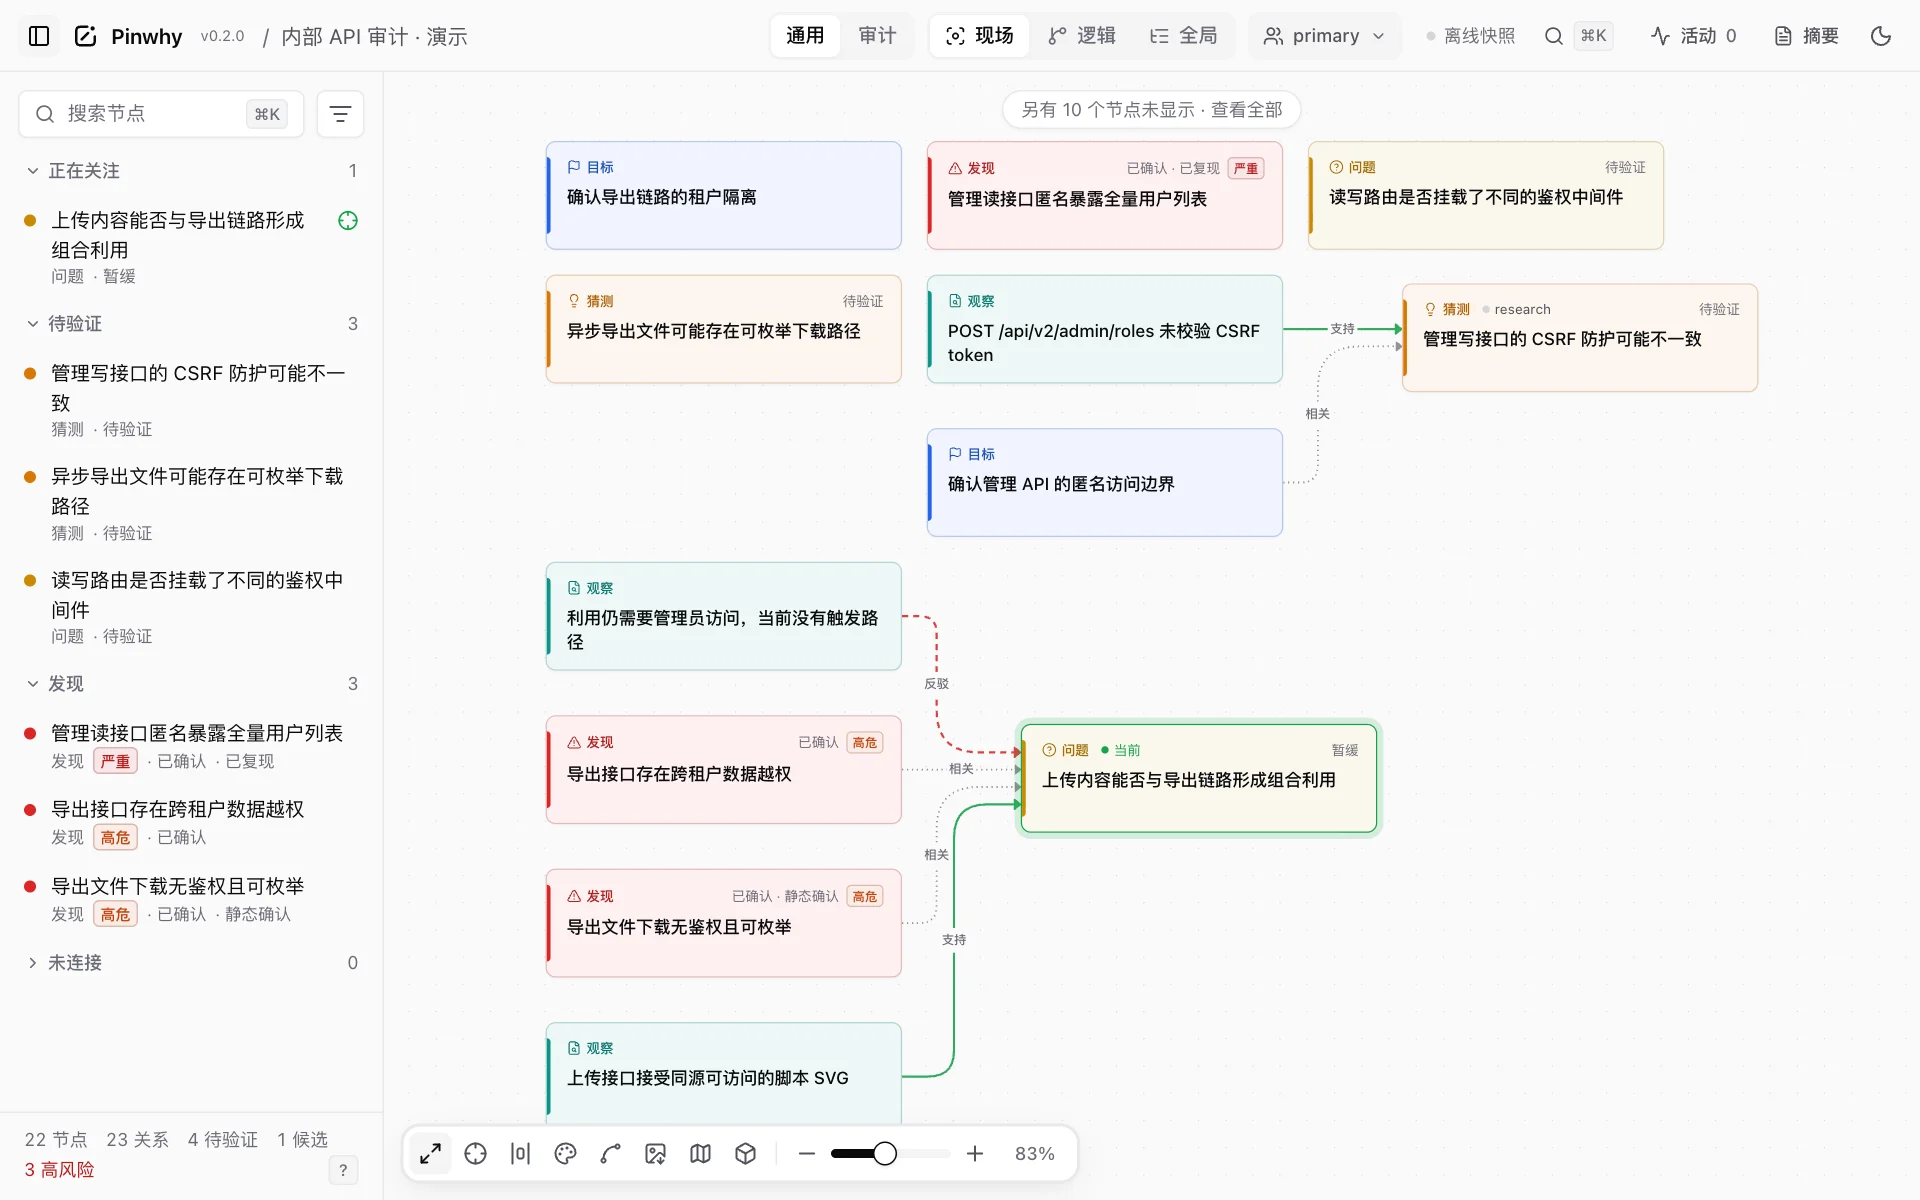 Pinwhy v0.2.0 / 内部 API 审计 · 演示
通用 审计
现场 逻辑 全局
primary
离线快照
⌘K
活动 0
摘要
搜索节点 ⌘K
正在关注 1
上传内容能否与导出链路形成
组合利用
问题 · 暂缓
待验证 3
管理写接口的 CSRF 防护可能不一
致
猜测 · 待验证
异步导出文件可能存在可枚举下载
路径
猜测 · 待验证
读写路由是否挂载了不同的鉴权中
间件
问题 · 待验证
发现 3
管理读接口匿名暴露全量用户列表
发现 严重 · 已确认 · 已复现
导出接口存在跨租户数据越权
发现 高危 · 已确认
导出文件下载无鉴权且可枚举
发现 高危 · 已确认 · 静态确认
未连接 0
22 节点 23 关系 4 待验证 1 候选
3 高风险
?
另有 10 个节点未显示 · 查看全部
目标
确认导出链路的租户隔离
发现 已确认 · 已复现 严重
管理读接口匿名暴露全量用户列表
问题 待验证
读写路由是否挂载了不同的鉴权中间件
猜测 待验证
异步导出文件可能存在可枚举下载路径
观察
POST /api/v2/admin/roles 未校验 CSRF
token
支持
猜测 research 待验证
管理写接口的 CSRF 防护可能不一致
相关
目标
确认管理 API 的匿名访问边界
观察
利用仍需要管理员访问，当前没有触发路
径
反驳
发现 已确认 高危
导出接口存在跨租户数据越权
相关
问题 当前 暂缓
上传内容能否与导出链路形成组合利用
相关
发现 已确认 · 静态确认 高危
导出文件下载无鉴权且可枚举
支持
观察
上传接口接受同源可访问的脚本 SVG
83%